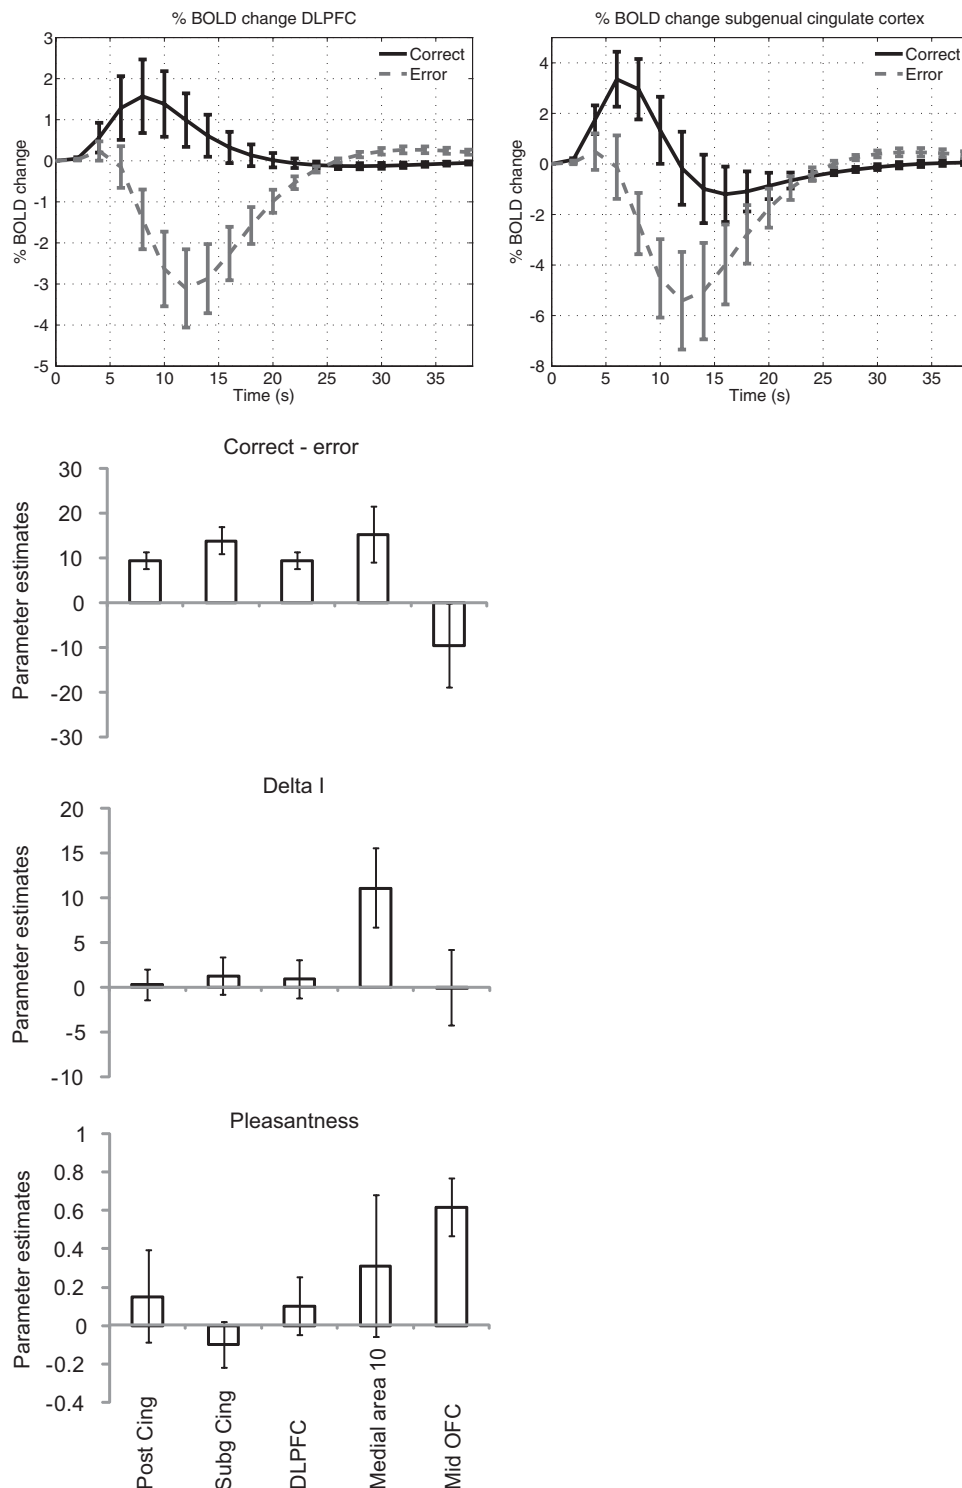 % BOLD change DLPFC
3
2
1
0
-1
-2
-3
-4
-5
% BOLD change
Correct
Error
0 5 10 15 20 25 30 35
Time (s)
% BOLD change subgenual cingulate cortex
4
2
0
-2
-4
-6
-8
% BOLD change
Correct
Error
0 5 10 15 20 25 30 35
Time (s)
Correct - error
30
20
10
0
-10
-20
-30
Parameter estimates
Delta I
20
15
10
5
0
-5
-10
Parameter estimates
Pleasantness
1
0.8
0.6
0.4
0.2
0
-0.2
-0.4
Parameter estimates
Post Cing
Subg Cing
DLPFC
Medial area 10
Mid OFC